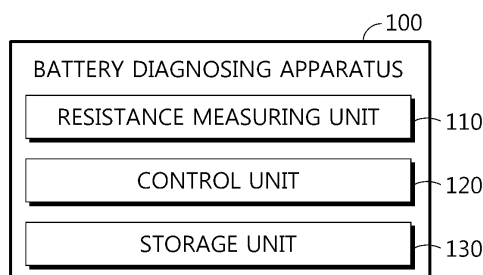 100
BATTERY DIAGNOSING APPARATUS
RESISTANCE MEASURING UNIT 110
CONTROL UNIT 120
STORAGE UNIT 130